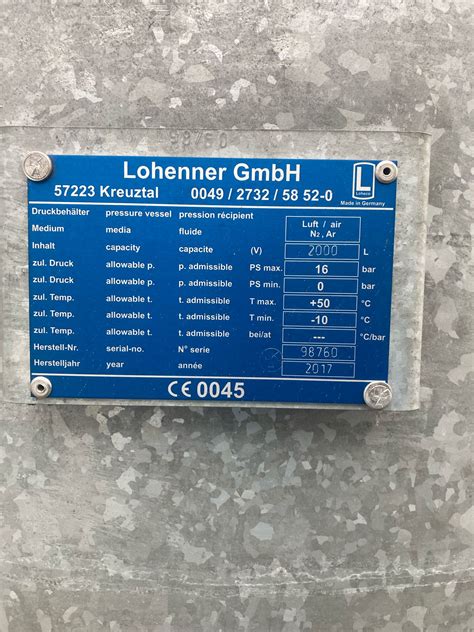 Lohenner GmbH
57223 Kreuztal 0049 / 2732 / 58 52-0
L
Loheco
Made in Germany
Druckbehälter pressure vessel pression récipient
Medium media fluide Luft / air N₂, Ar
Inhalt capacity capacite (V) 2000 L
zul. Druck allowable p. p. admissible PS max. 16 bar
zul. Druck allowable p. p. admissible PS min. 0 bar
zul. Temp. allowable t. t. admissible T max. +50 °C
zul. Temp. allowable t. t. admissible T min. -10 °C
zul. Temp. allowable t. t. admissible bei/at --- °C/bar
Herstell-Nr. serial-no. N° serie 98760
Herstelljahr year année 2017
CE 0045